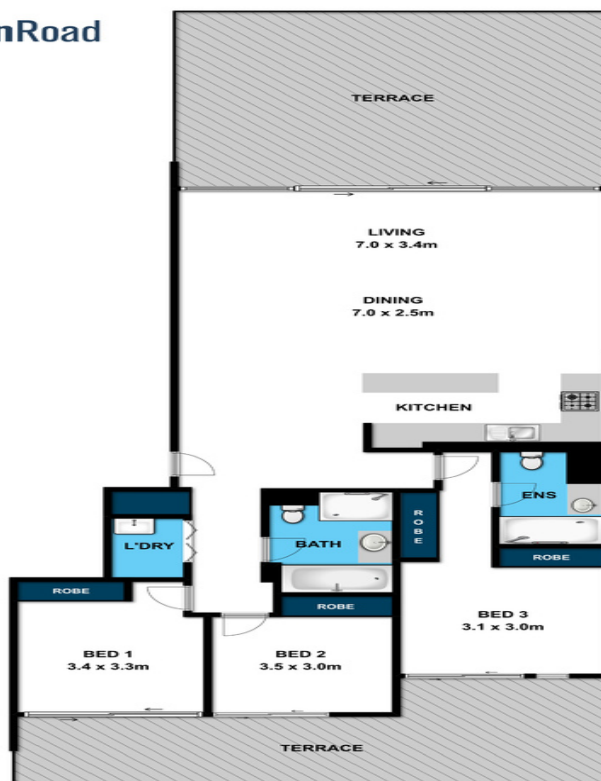 nRoad
TERRACE
LIVING
7.0 x 3.4m
DINING
7.0 x 2.5m
KITCHEN
ENS
ROBE
L'DRY
BATH
ROBE
ROBE
ROBE
BED 3
3.1 x 3.0m
BED 1
3.4 x 3.3m
BED 2
3.5 x 3.0m
TERRACE